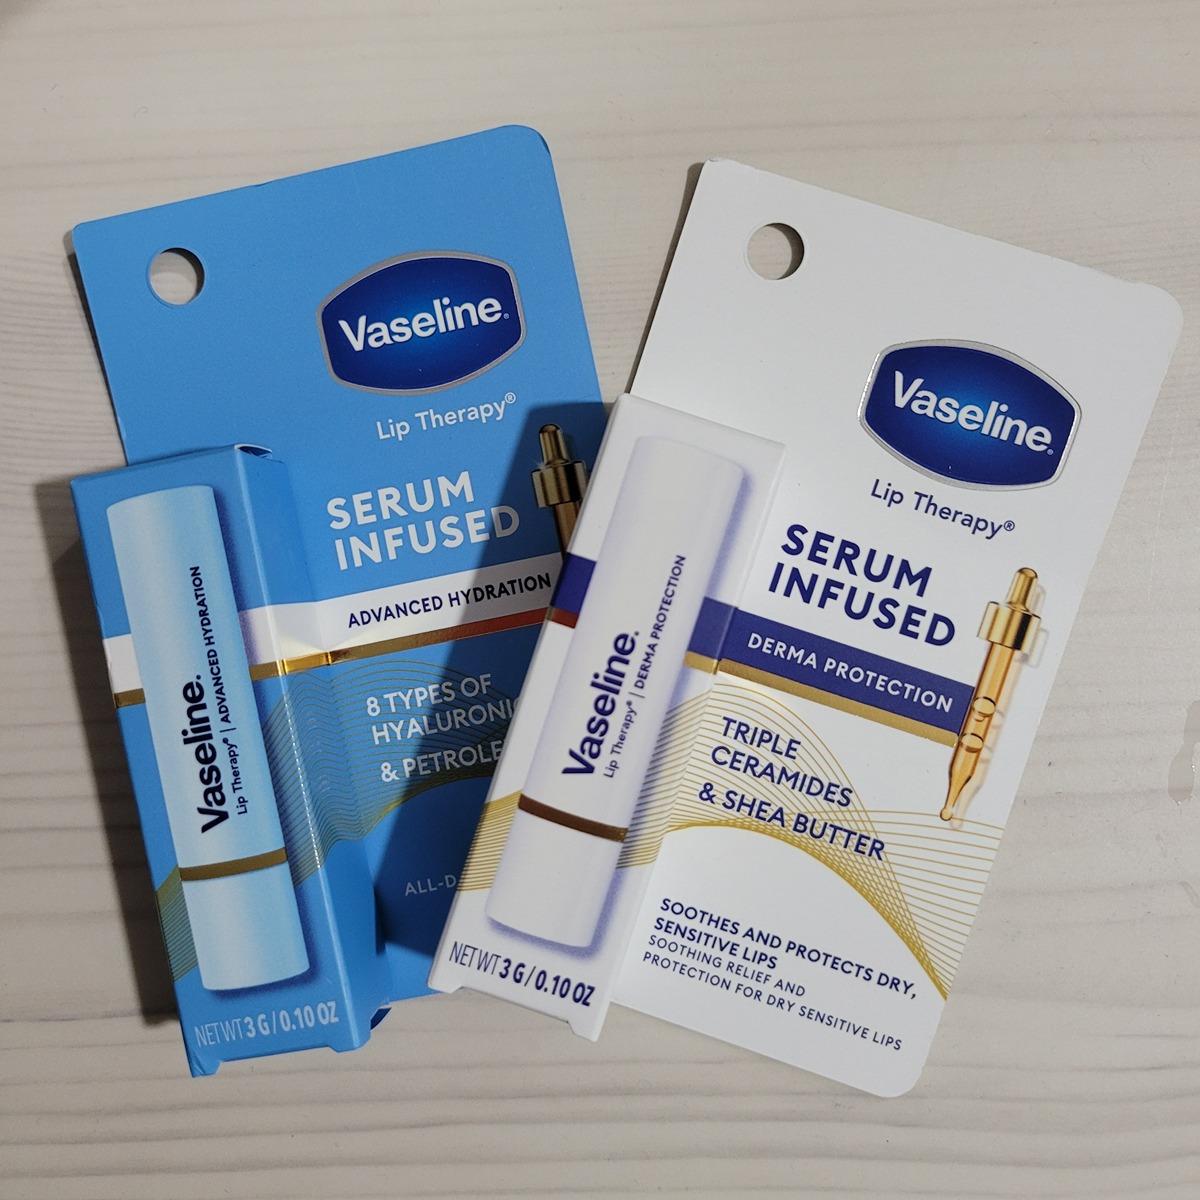 Vaseline®
Lip Therapy®
SERUM
INFUSED
ADVANCED HYDRATION
8 TYPES OF
HYALURONIC
&
ALL-D
Vaseline.
Lip Therapy® | ADVANCED HYDRATION
NET WT 3 G / 0.10 OZ
Vaseline®
Lip Therapy®
SERUM
INFUSED
DERMA PROTECTION
TRIPLE
CERAMIDES
& SHEA BUTTER
SOOTHES AND PROTECTS DRY,
SENSITIVE LIPS
SOOTHING RELIEF AND
PROTECTION FOR DRY SENSITIVE LIPS
Vaseline.
Lip Therapy® | DERMA PROTECTION
NET WT 3 G / 0.10 OZ